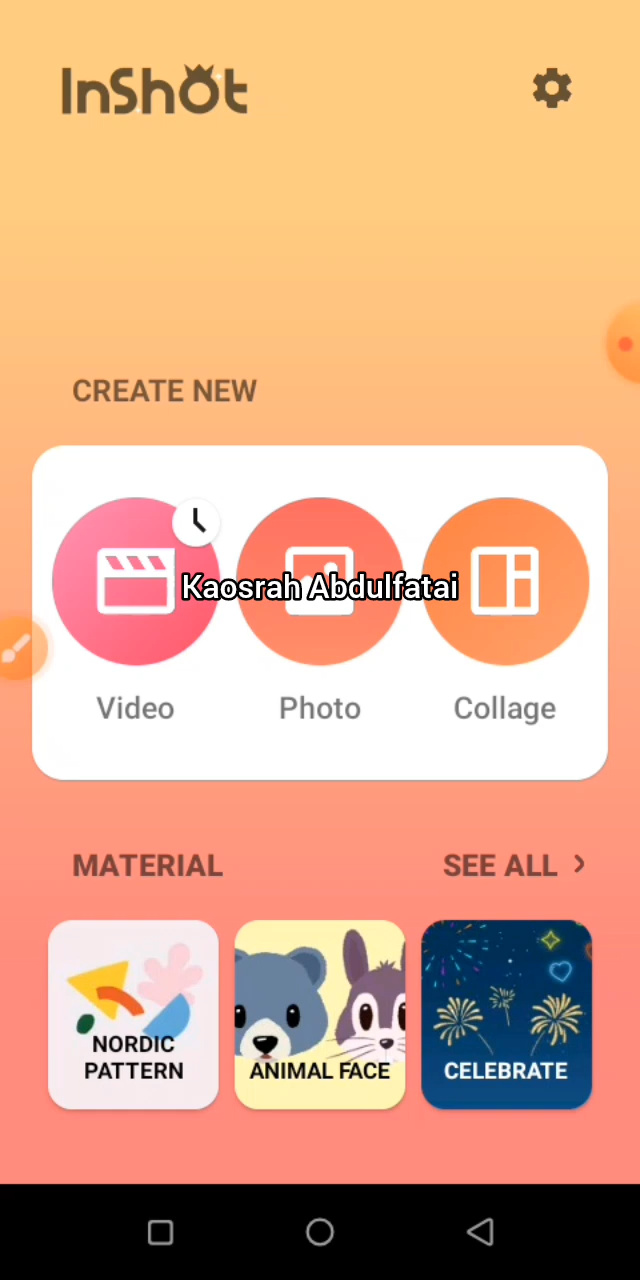 InShot
CREATE NEW
Kaosrah Abdulfatai
Video
Photo
Collage
MATERIAL
SEE ALL >
NORDIC
PATTERN
ANIMAL FACE
CELEBRATE